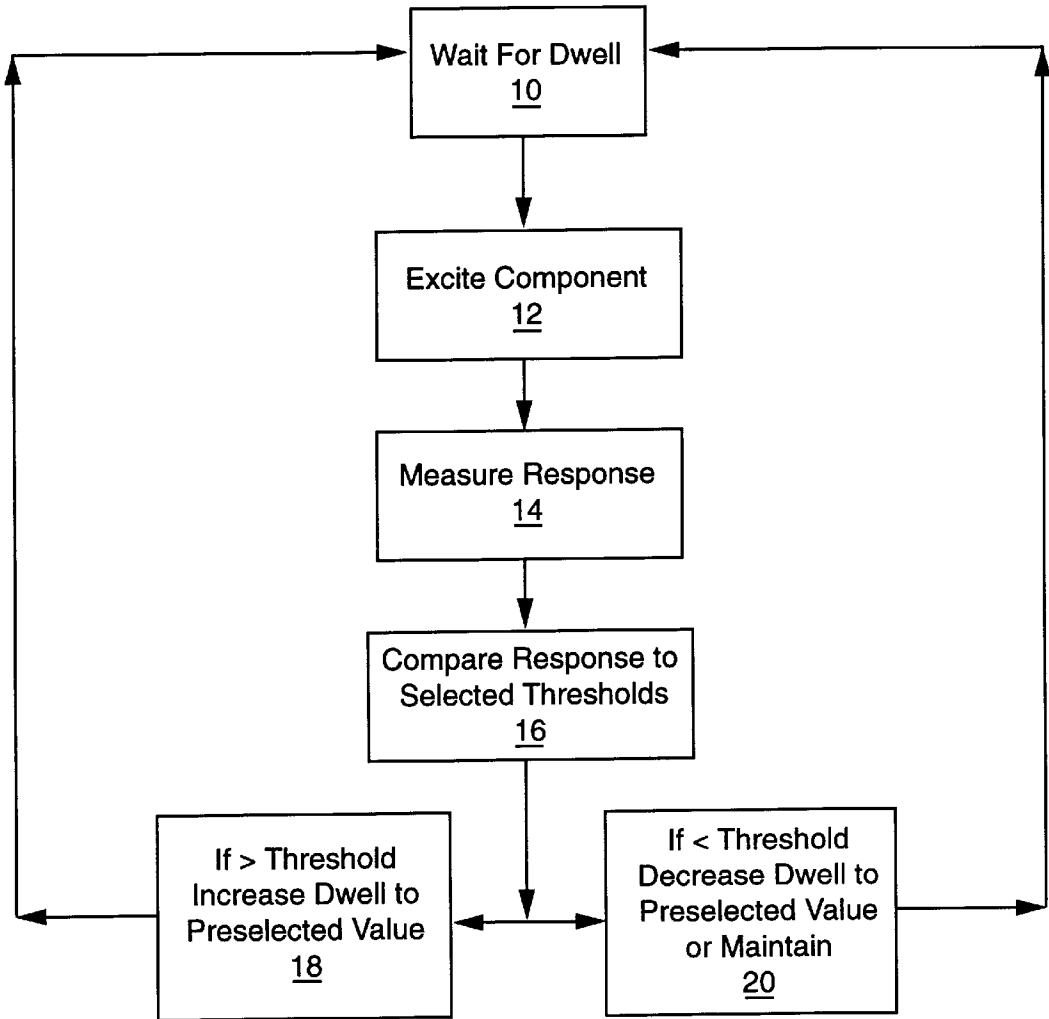 Wait For Dwell
10
Excite Component
12
Measure Response
14
Compare Response to
Selected Thresholds
16
If > Threshold
Increase Dwell to
Preselected Value
18
If < Threshold
Decrease Dwell to
Preselected Value
or Maintain
20